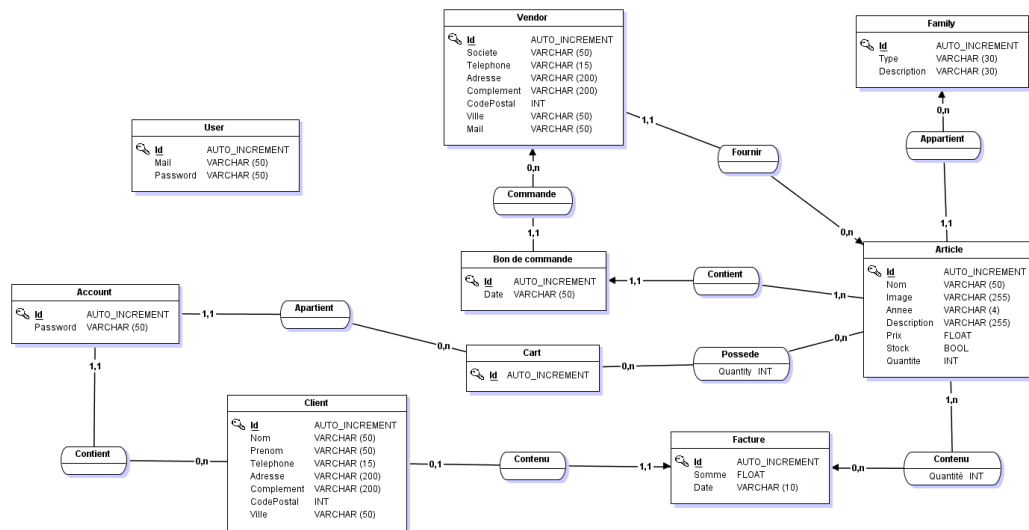 Vendor
Id AUTO_INCREMENT
Societe VARCHAR (50)
Telephone VARCHAR (15)
Adresse VARCHAR (200)
Complement VARCHAR (200)
CodePostal INT
Ville VARCHAR (50)
Mail VARCHAR (50)
Family
Id AUTO_INCREMENT
Type VARCHAR (30)
Description VARCHAR (30)
User
Id AUTO_INCREMENT
Mail VARCHAR (50)
Password VARCHAR (50)
1,1
Fournir
0,n
0,n
Appartient
1,1
0,n
Commande
1,1
Bon de commande
Id AUTO_INCREMENT
Date VARCHAR (50)
1,1
Contient
1,n
Article
Id AUTO_INCREMENT
Nom VARCHAR (50)
Image VARCHAR (255)
Annee VARCHAR (4)
Description VARCHAR (255)
Prix FLOAT
Stock BOOL
Quantite INT
Account
Id AUTO_INCREMENT
Password VARCHAR (50)
1,1
Apartient
0,n
Cart
Id AUTO_INCREMENT
0,n
Possede
Quantity INT
0,n
1,1
Contient
0,n
Client
Id AUTO_INCREMENT
Nom VARCHAR (50)
Prenom VARCHAR (50)
Telephone VARCHAR (15)
Adresse VARCHAR (200)
Complement VARCHAR (200)
CodePostal INT
Ville VARCHAR (50)
0,1
Contenu
1,1
Facture
Id AUTO_INCREMENT
Somme FLOAT
Date VARCHAR (10)
1,n
0,n
Contenu
Quantité INT